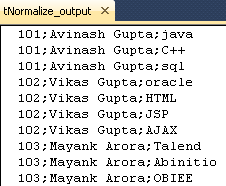 tNormalize_output
101;Avinash Gupta;java
101;Avinash Gupta;C++
101;Avinash Gupta;sql
102;Vikas Gupta;oracle
102;Vikas Gupta;HTML
102;Vikas Gupta;JSP
102;Vikas Gupta;AJAX
103;Mayank Arora;Talend
103;Mayank Arora;Abinitio
103;Mayank Arora;OBIEE